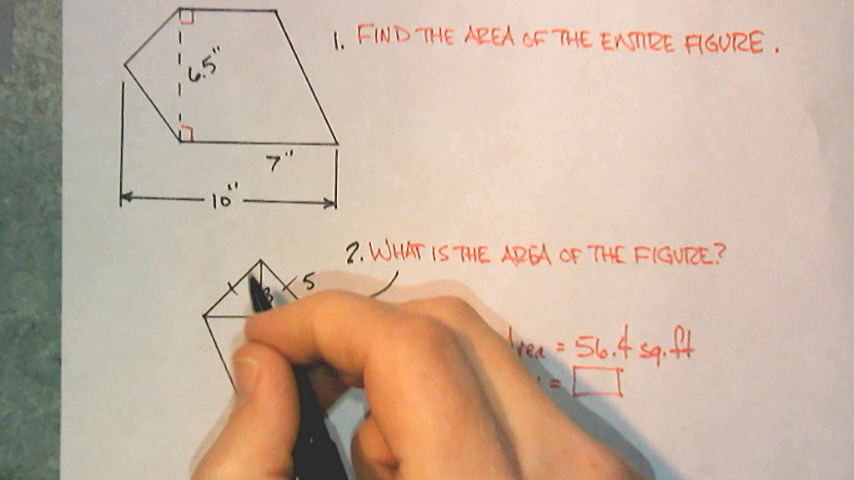 1. FIND THE AREA OF THE ENTIRE FIGURE.
6.5"
7"
10"
2. WHAT IS THE AREA OF THE FIGURE?
5
= 56.4 sq.ft
=